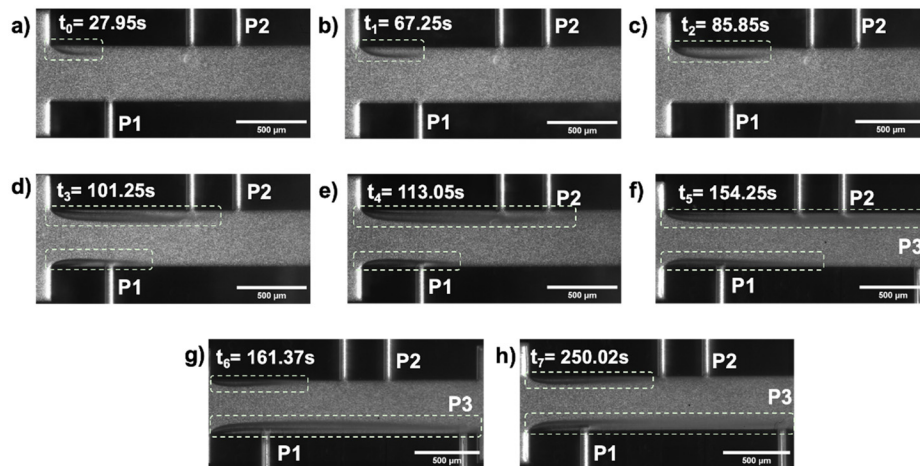 a) t0= 27.95s P2
P1
500 µm
b) t1= 67.25s P2
P1
500 µm
c) t2= 85.85s P2
P1
500 µm
d) t3= 101.25s P2
P1
500 µm
e) t4= 113.05s P2
P1
500 µm
f) t5= 154.25s P2
P3
P1
500 µm
g) t6= 161.37s P2
P3
P1
500 µm
h) t7= 250.02s P2
P3
P1
500 µm